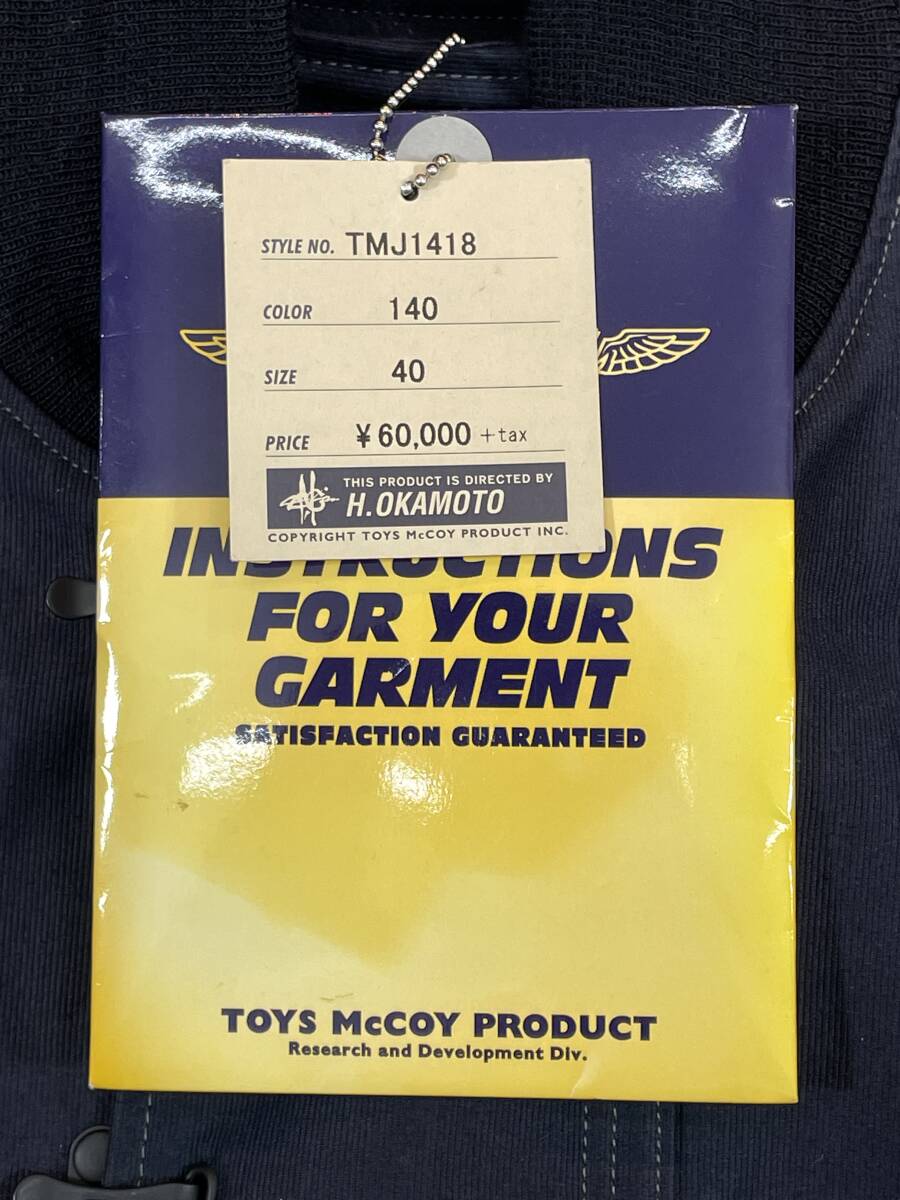 STYLE NO. TMJ1418
COLOR 140
SIZE 40
PRICE ¥60,000 +tax
THIS PRODUCT IS DIRECTED BY
H.OKAMOTO
COPYRIGHT TOYS McCOY PRODUCT INC.
INSTRUCTIONS
FOR YOUR
GARMENT
SATISFACTION GUARANTEED
TOYS McCOY PRODUCT
Research and Development Div.